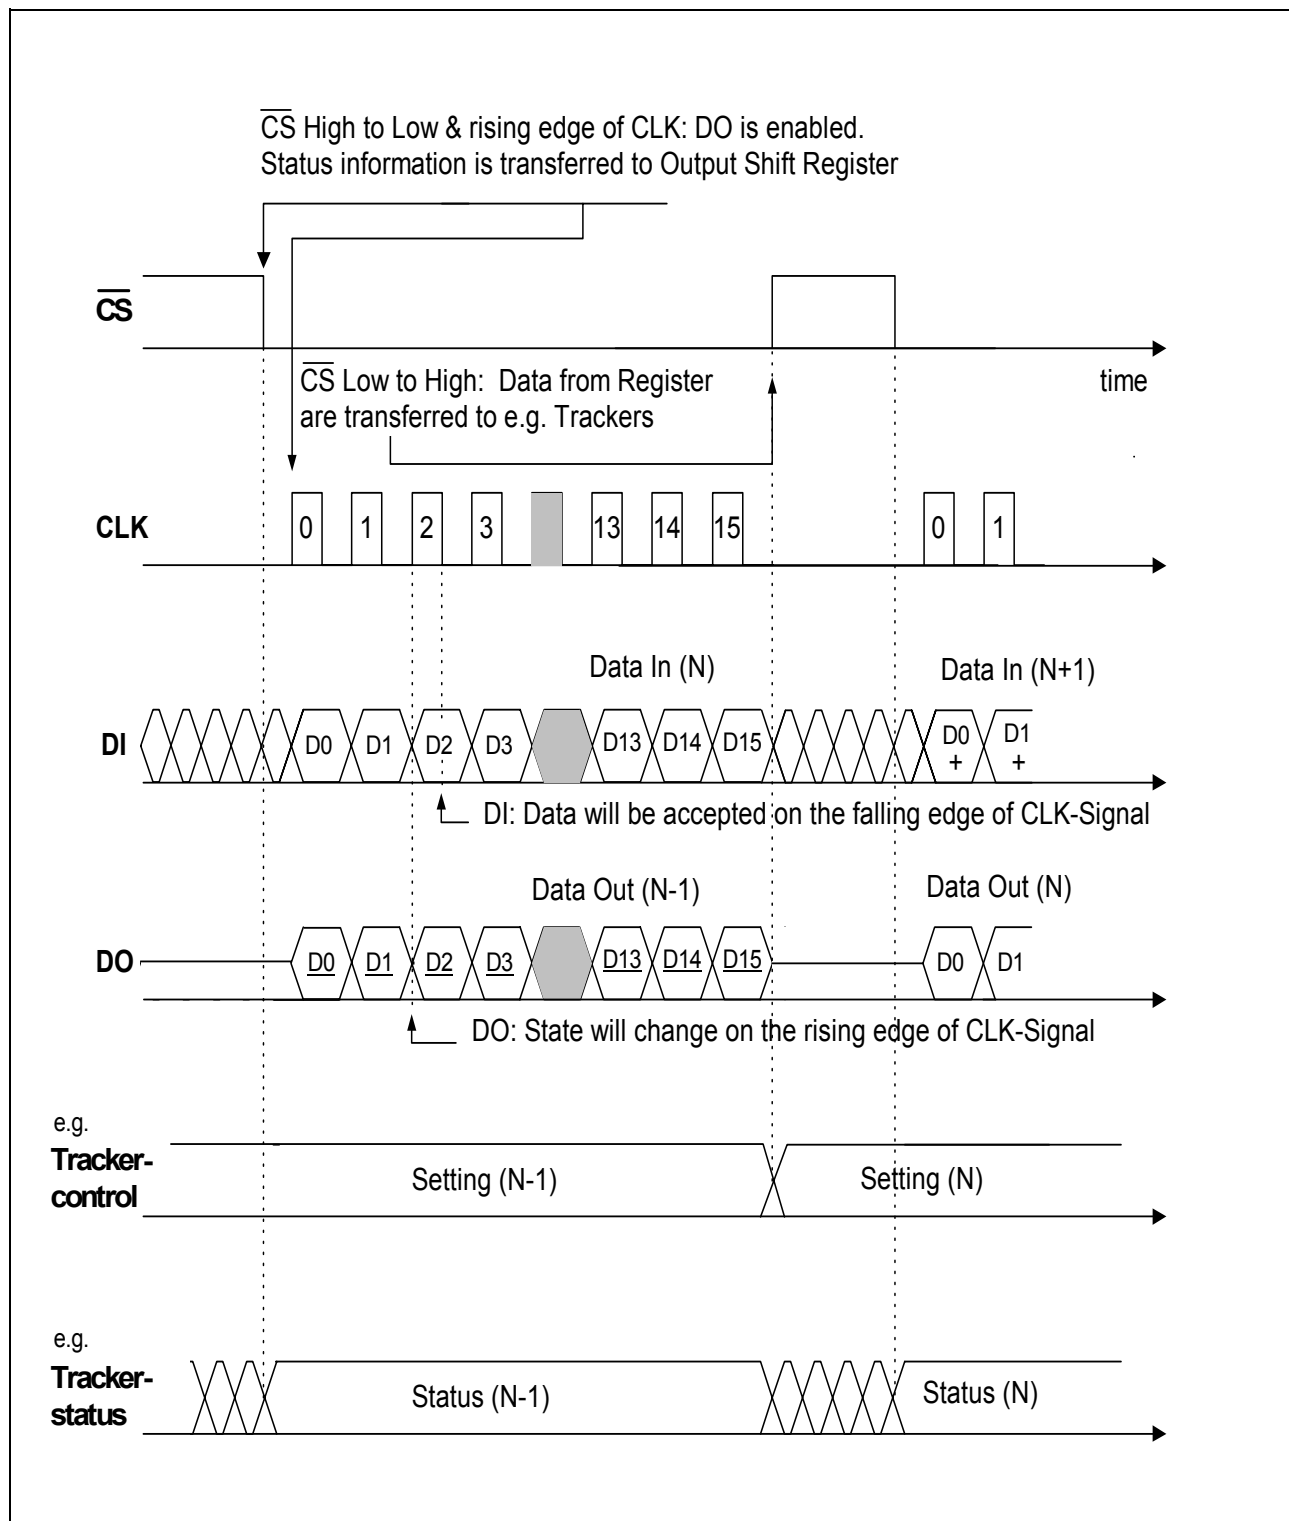 CS High to Low & rising edge of CLK: DO is enabled.
Status information is transferred to Output Shift Register
CS
CS Low to High: Data from Register
are transferred to e.g. Trackers
time
CLK
0 1 2 3 13 14 15 0 1
Data In (N)
Data In (N+1)
DI
D0 D1 D2 D3 D13 D14 D15 D0 + D1 +
DI: Data will be accepted on the falling edge of CLK-Signal
Data Out (N-1)
Data Out (N)
DO
D0 D1 D2 D3 D13 D14 D15 D0 D1
DO: State will change on the rising edge of CLK-Signal
e.g.
Tracker-
control
Setting (N-1)
Setting (N)
e.g.
Tracker-
status
Status (N-1)
Status (N)